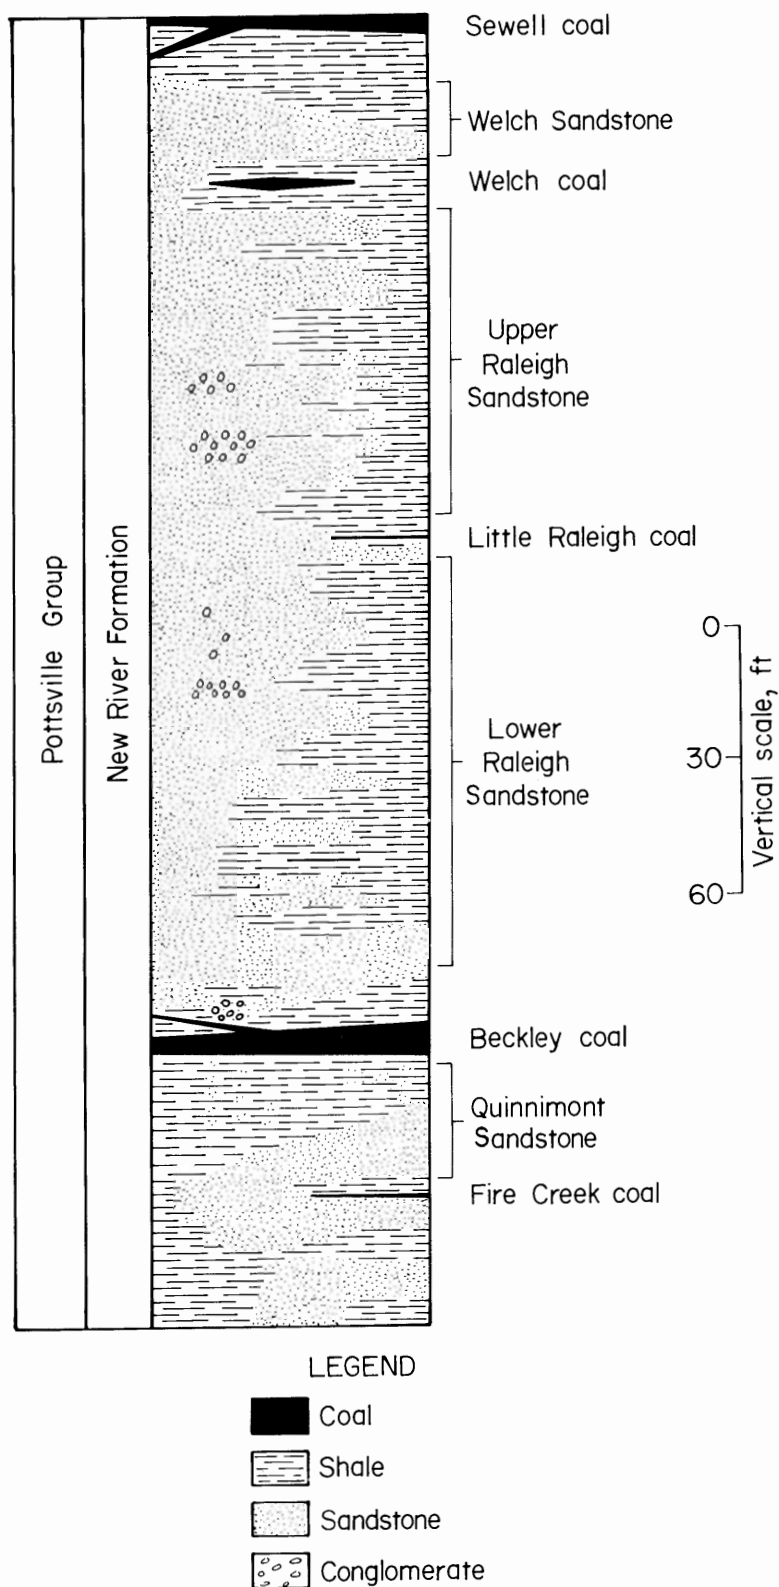 Pottsville Group
New River Formation
Sewell coal
Welch Sandstone
Welch coal
Upper
Raleigh
Sandstone
Little Raleigh coal
Lower
Raleigh
Sandstone
Beckley coal
Quinnimont
Sandstone
Fire Creek coal
0
30
60
Vertical scale, ft
LEGEND
Coal
Shale
Sandstone
Conglomerate